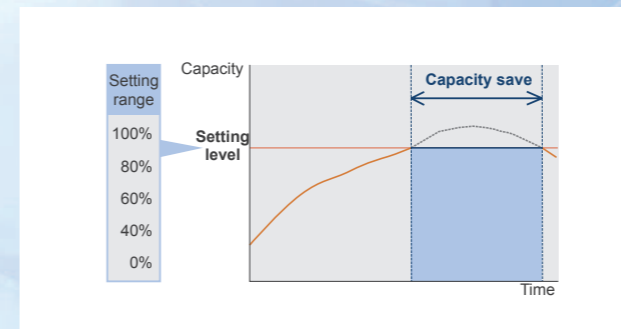 Setting
range
100%
80%
60%
40%
0%
Capacity
Setting
level
Capacity save
Time